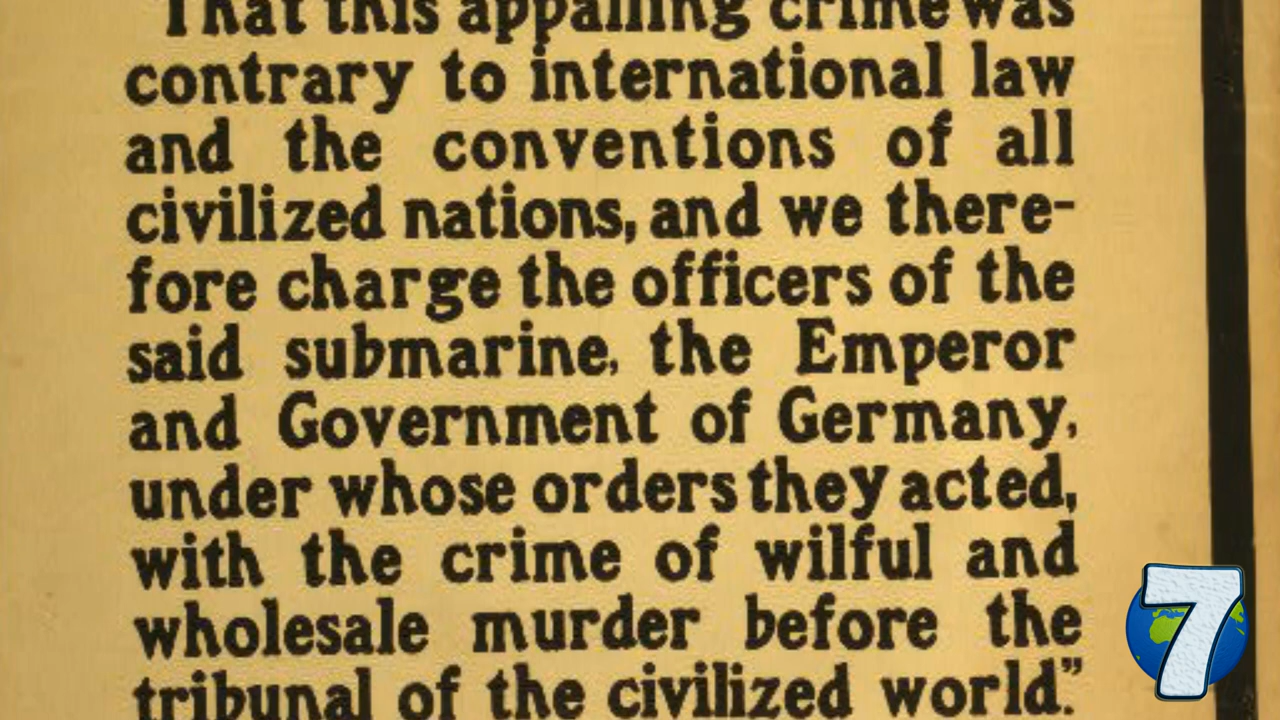 That this appalling crime was
contrary to international law
and the conventions of all
civilized nations, and we there-
fore charge the officers of the
said submarine, the Emperor
and Government of Germany,
under whose orders they acted,
with the crime of wilful and
wholesale murder before the
tribunal of the civilized world."
7